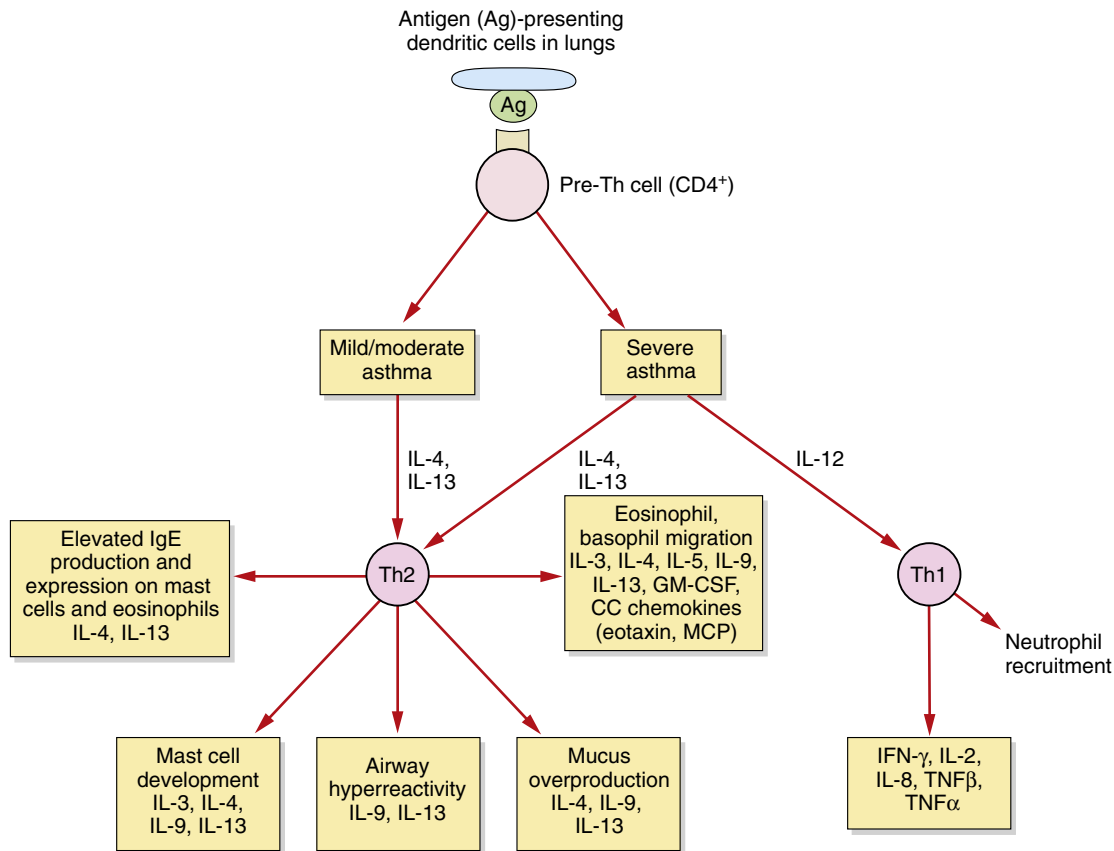 Antigen (Ag)-presenting
dendritic cells in lungs
Ag
Pre-Th cell (CD4⁺)
Mild/moderate
asthma
Severe
asthma
IL-4,
IL-13
IL-4,
IL-13
IL-12
Elevated IgE
production and
expression on mast
cells and eosinophils
IL-4, IL-13
Th2
Eosinophil,
basophil migration
IL-3, IL-4, IL-5, IL-9,
IL-13, GM-CSF,
CC chemokines
(eotaxin, MCP)
Th1
Neutrophil
recruitment
Mast cell
development
IL-3, IL-4,
IL-9, IL-13
Airway
hyperreactivity
IL-9, IL-13
Mucus
overproduction
IL-4, IL-9,
IL-13
IFN-γ, IL-2,
IL-8, TNFβ,
TNFα